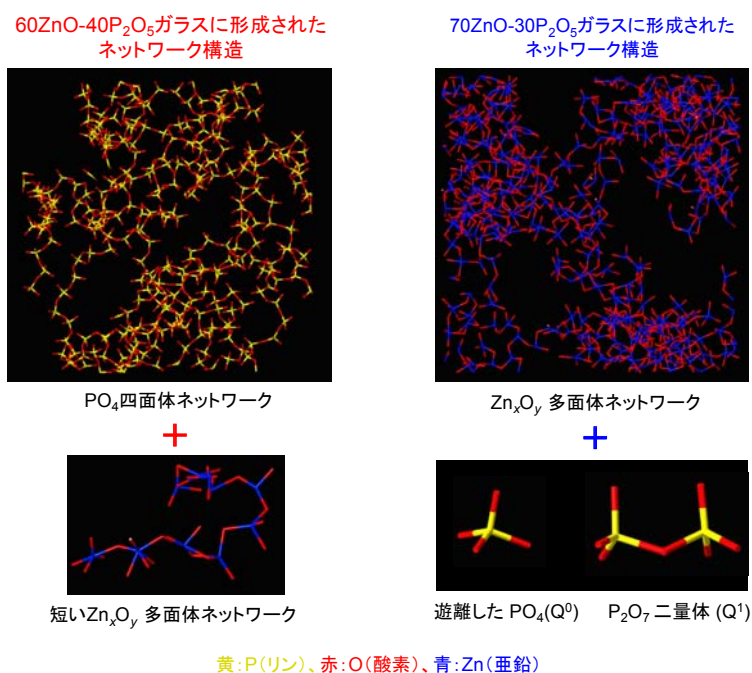 60ZnO-40P₂O₅ガラスに形成された
ネットワーク構造
70ZnO-30P₂O₅ガラスに形成された
ネットワーク構造
PO₄四面体ネットワーク
ZnₓOᵧ 多面体ネットワーク
+
+
短いZnₓOᵧ 多面体ネットワーク
遊離した PO₄(Q⁰)
P₂O₇ 二量体 (Q¹)
黄:P(リン)、赤:O(酸素)、青:Zn(亜鉛)